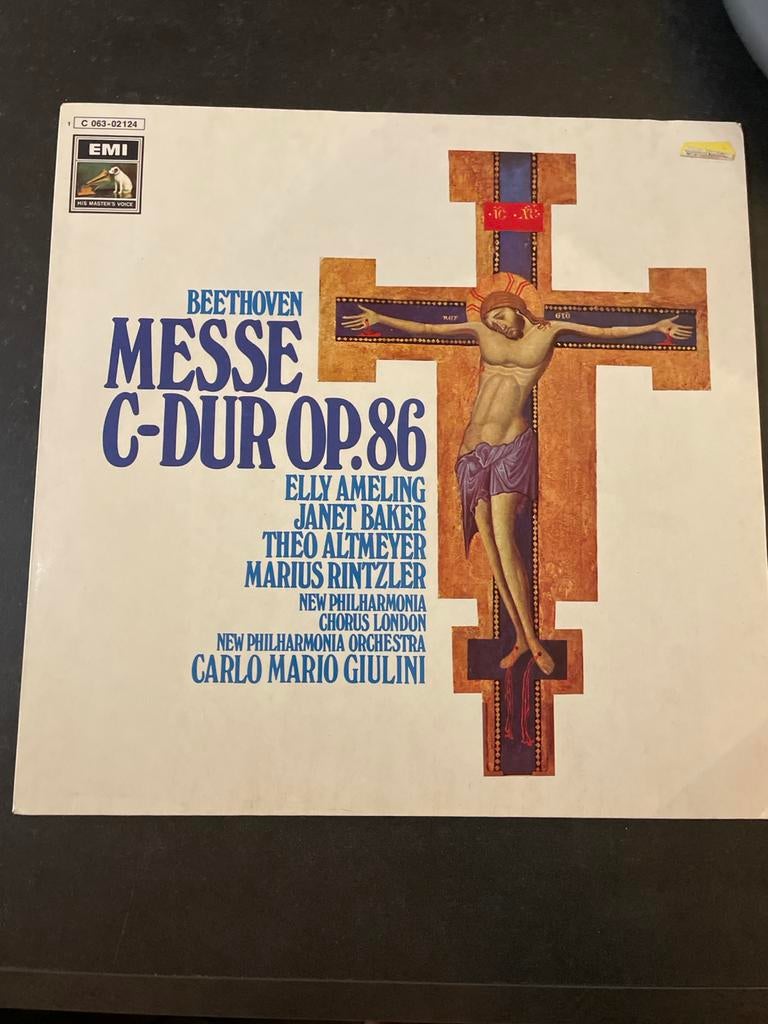 1 C 063-02124
EMI
HIS MASTER'S VOICE
BEETHOVEN
MESSE
C-DUR OP.86
ELLY AMELING
JANET BAKER
THEO ALTMEYER
MARIUS RINTZLER
NEW PHILHARMONIA
CHORUS LONDON
NEW PHILHARMONIA ORCHESTRA
CARLO MARIO GIULINI